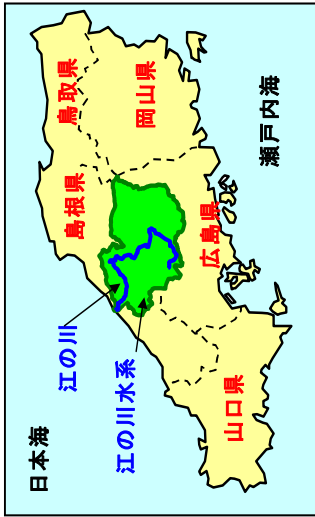 日本海
江の川
江の川水系
島根県
鳥取県
岡山県
広島県
山口県
瀬戸内海